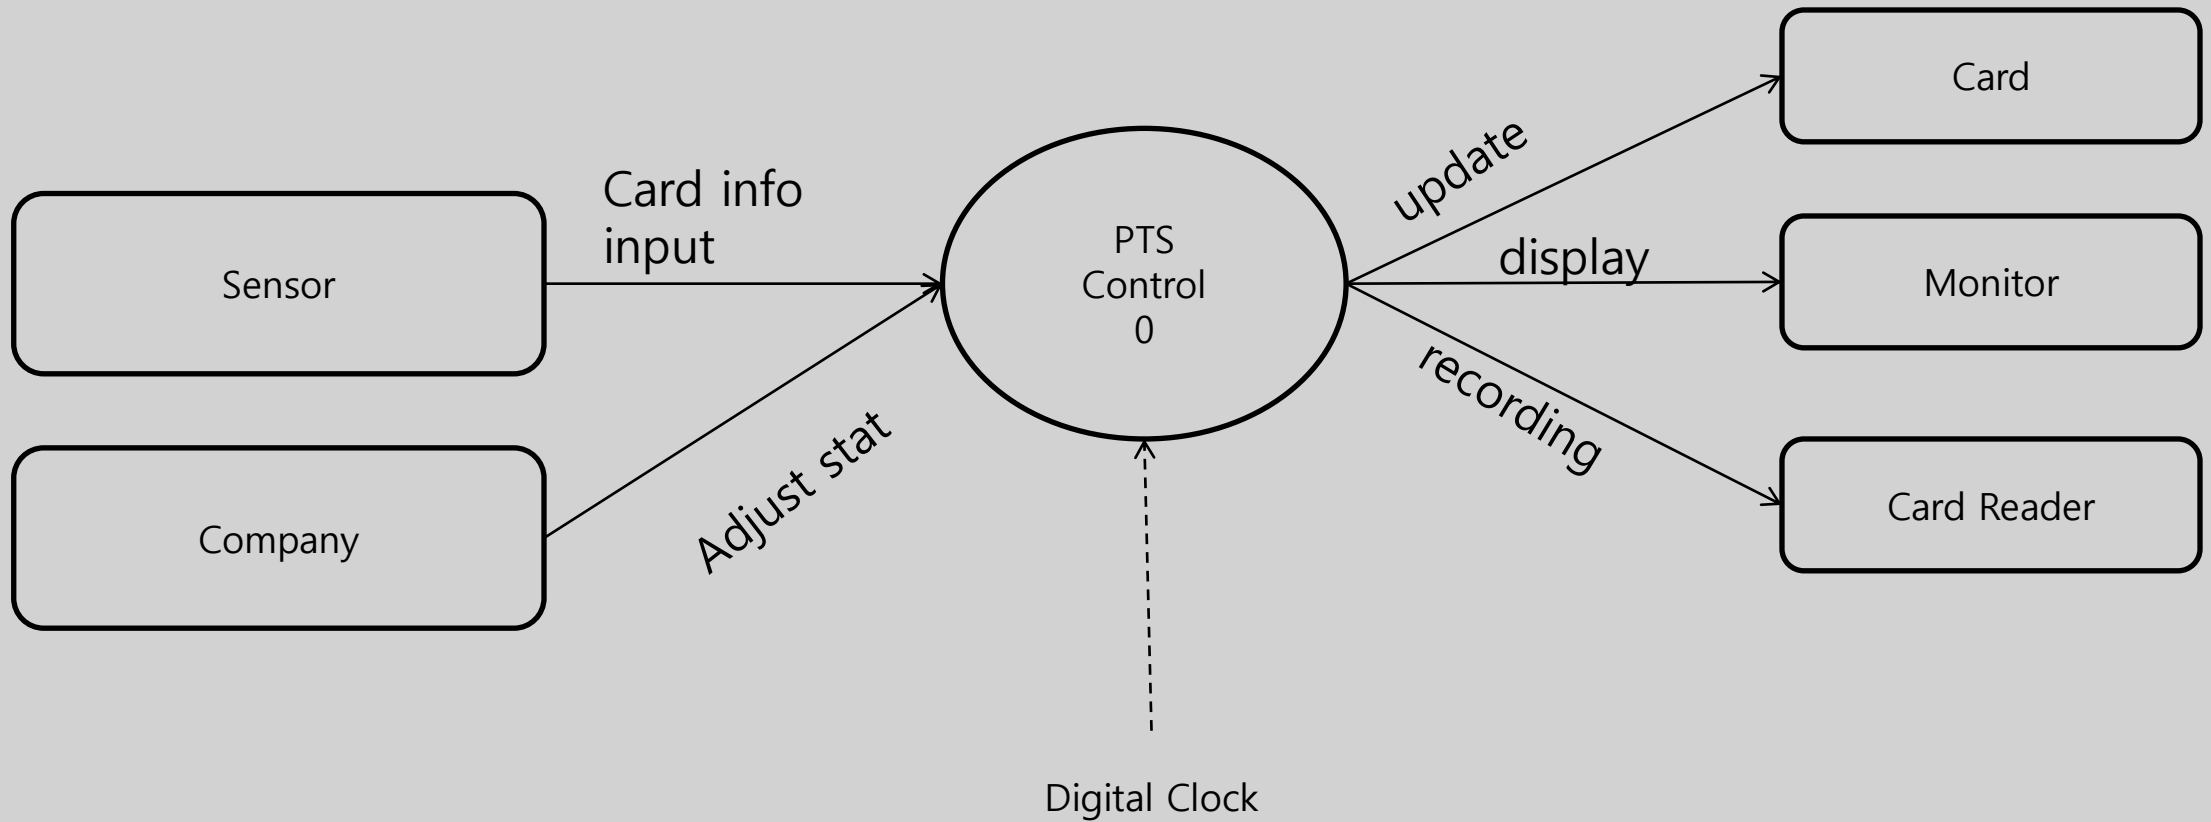 Card
update
Card info
input
PTS
Control
0
display
Sensor
Monitor
recording
Adjust stat
Card Reader
Company
Digital Clock